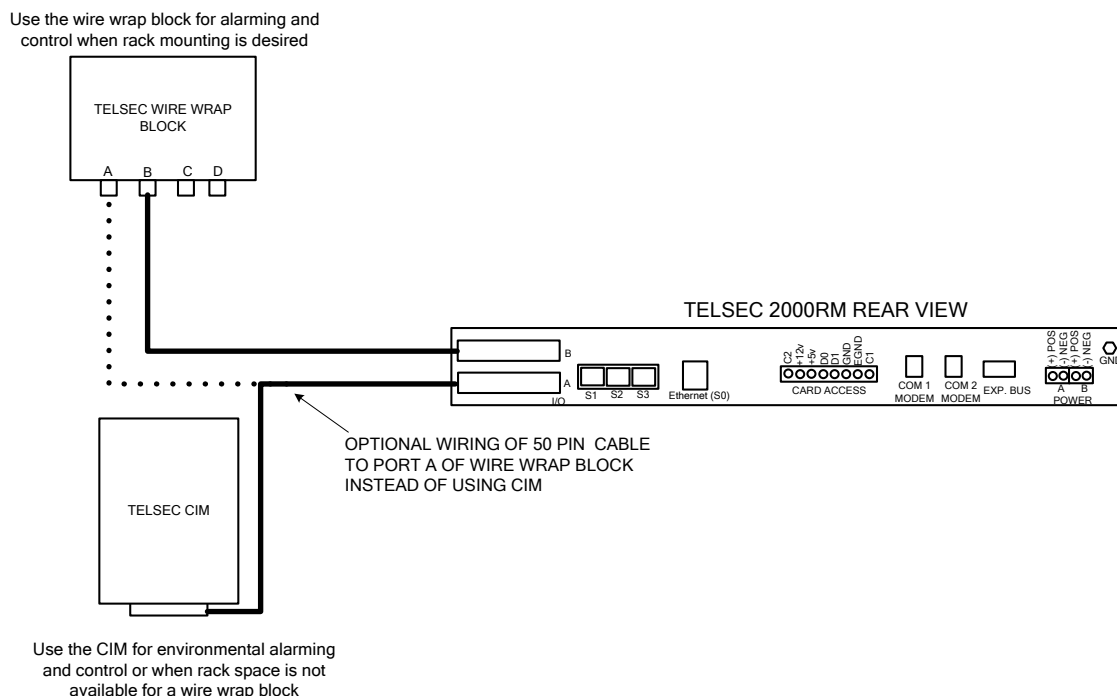 Use the wire wrap block for alarming and
control when rack mounting is desired
TELSEC WIRE WRAP
BLOCK
A B C D
TELSEC 2000RM REAR VIEW
B
A
I/O
S1 S2 S3
Ethernet (S0)
C2
+12v
+5v
D0
D1
GND
EGND
C1
CARD ACCESS
COM 1
MODEM
COM 2
MODEM
EXP. BUS
(+) POS
(-) NEG
(+) POS
(-) NEG
A B
POWER
GND
OPTIONAL WIRING OF 50 PIN CABLE
TO PORT A OF WIRE WRAP BLOCK
INSTEAD OF USING CIM
TELSEC CIM
Use the CIM for environmental alarming
and control or when rack space is not
available for a wire wrap block